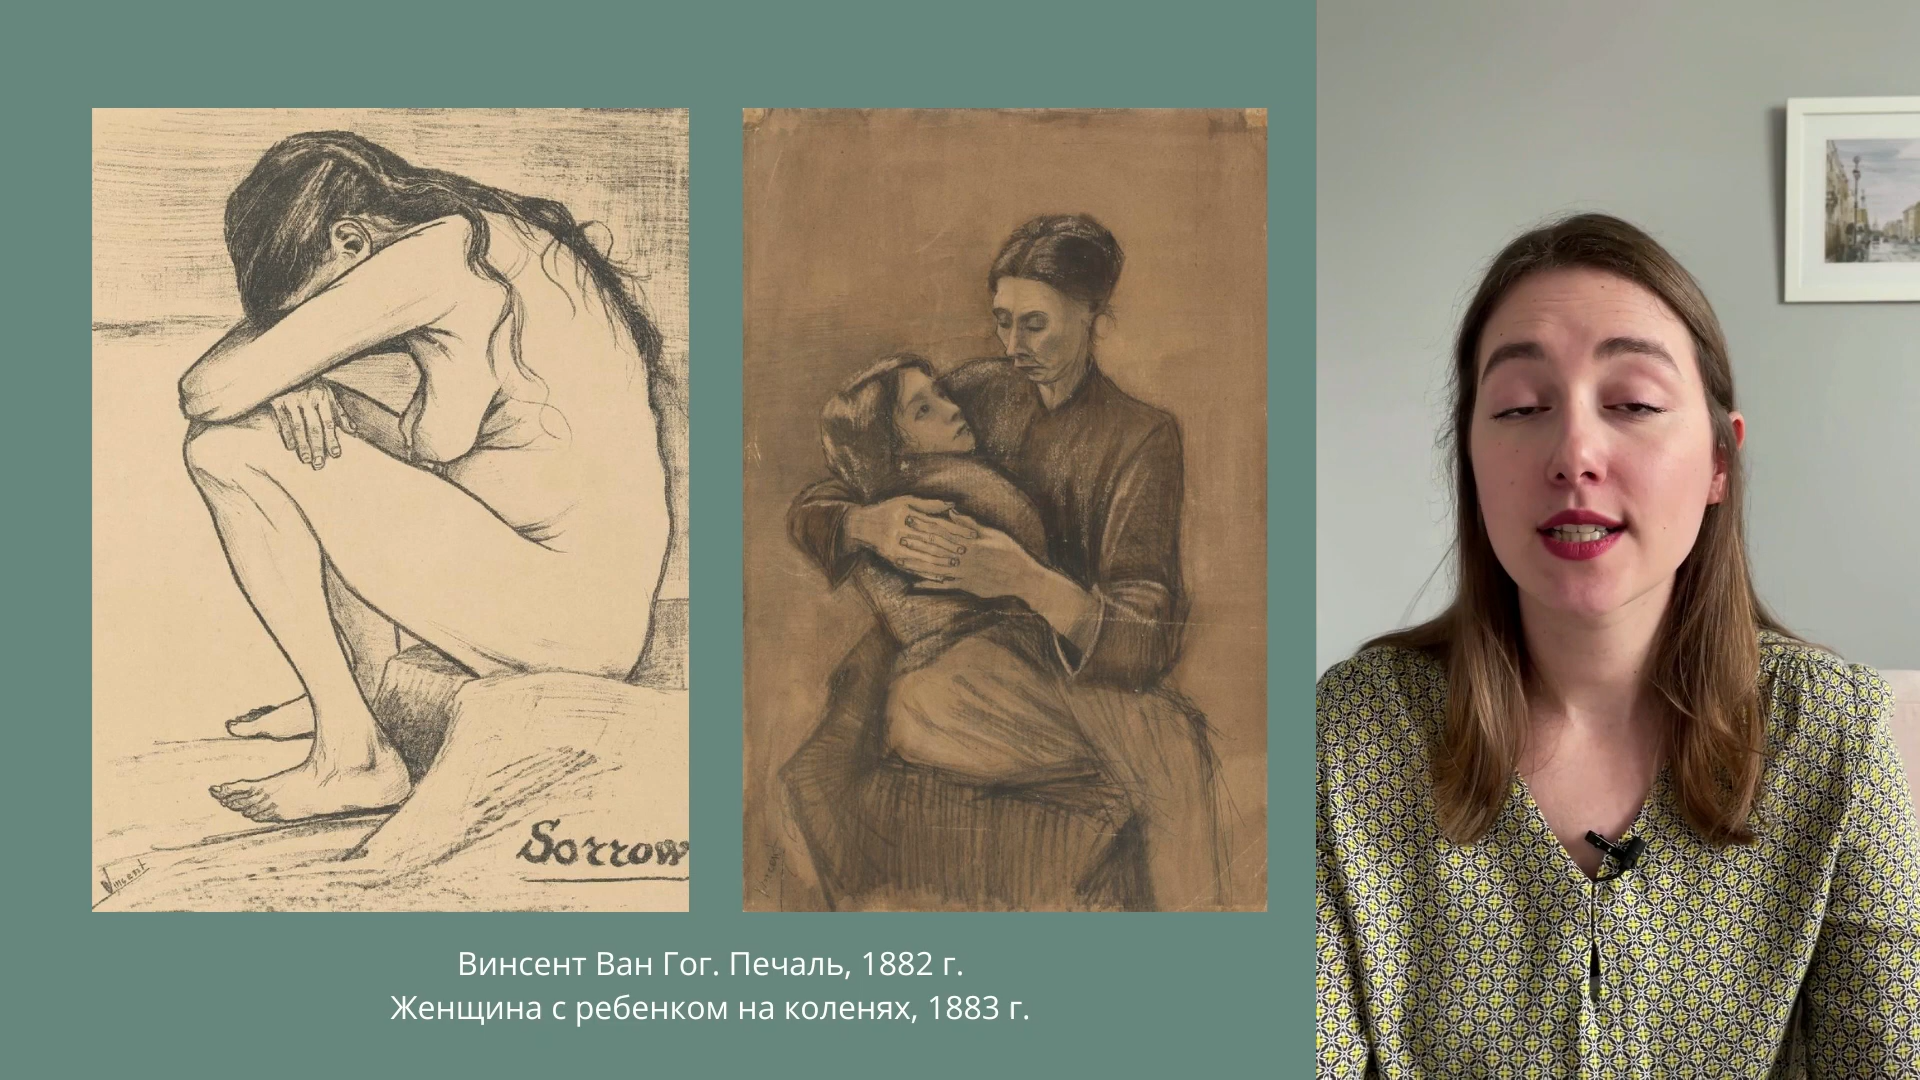 Sorrow
Vincent
Винсент Ван Гог. Печаль, 1882 г.
Женщина с ребенком на коленях, 1883 г.